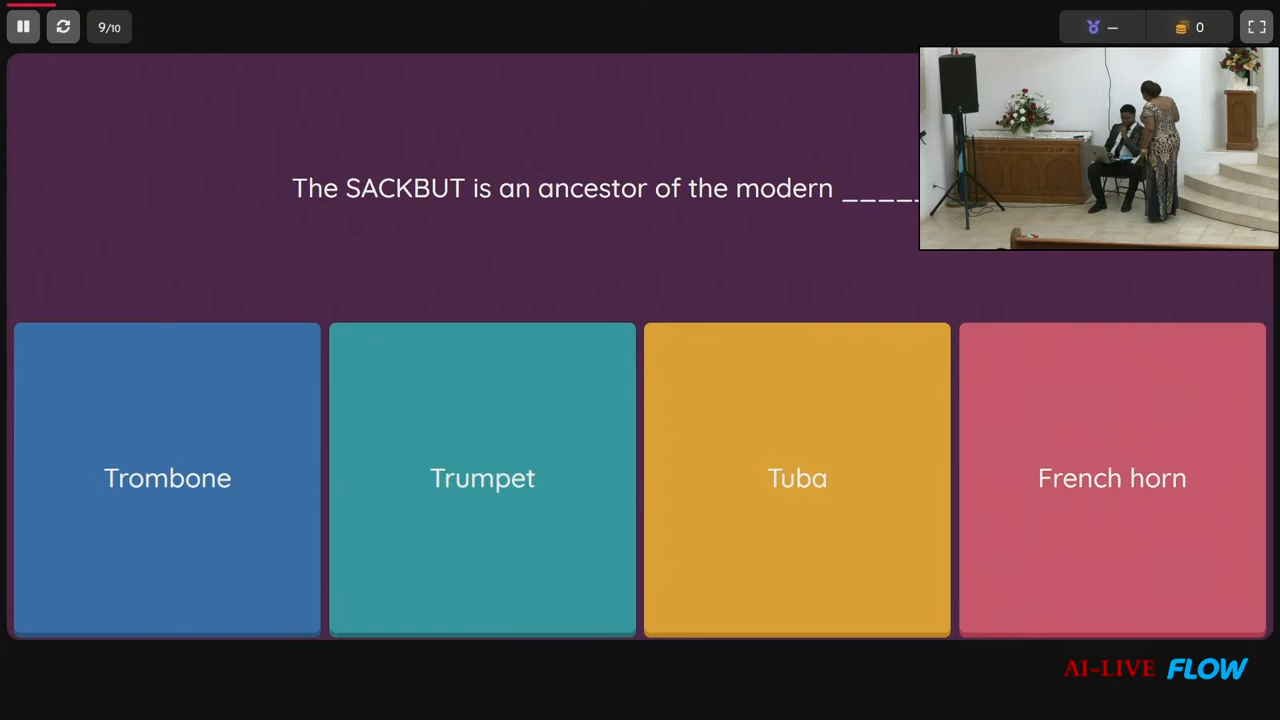 9/10
–
0
The SACKBUT is an ancestor of the modern _____
Trombone
Trumpet
Tuba
French horn
AI-LIVE FLOW